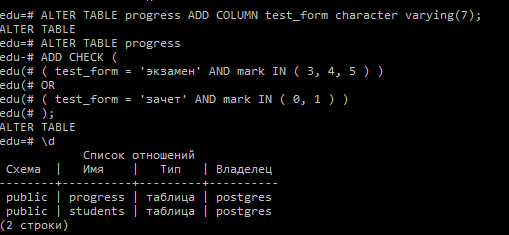 edu=# ALTER TABLE progress ADD COLUMN test_form character varying(7);
ALTER TABLE
edu=# ALTER TABLE progress
edu-# ADD CHECK (
edu(# ( test_form = 'экзамен' AND mark IN ( 3, 4, 5 ) )
edu(# OR
edu(# ( test_form = 'зачет' AND mark IN ( 0, 1 ) )
edu(# );
ALTER TABLE
edu=# \d
Список отношений
Схема | Имя | Тип | Владелец
--------+----------+---------+----------
public | progress | таблица | postgres
public | students | таблица | postgres
(2 строки)